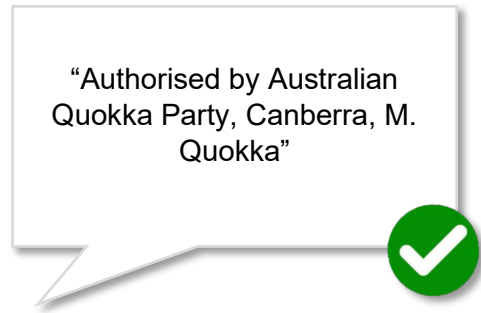 “Authorised by Australian
Quokka Party, Canberra, M.
Quokka”